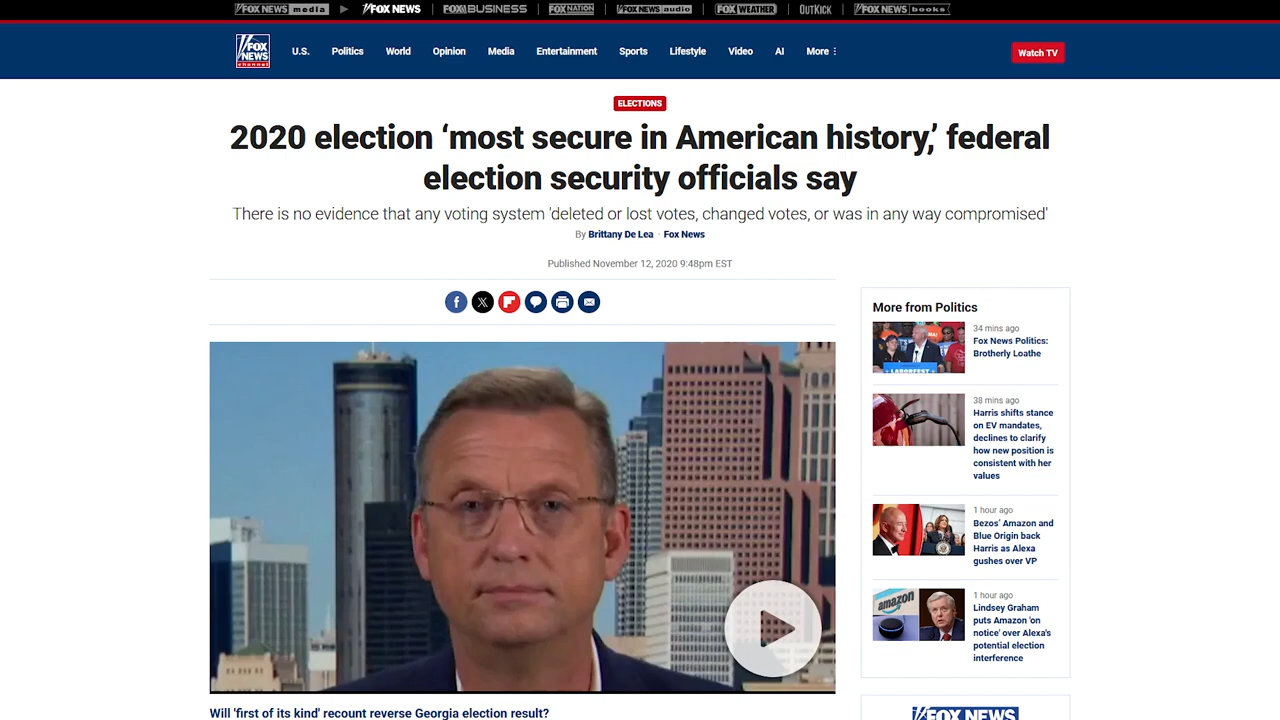 FOX NEWS media
FOX NEWS
FOX BUSINESS
FOX NATION
FOX NEWS audio
FOX WEATHER
OUTKICK
FOX NEWS books
FOX
NEWS
channel
U.S.
Politics
World
Opinion
Media
Entertainment
Sports
Lifestyle
Video
AI
More
Watch TV
ELECTIONS
2020 election ‘most secure in American history,’ federal
election security officials say
There is no evidence that any voting system 'deleted or lost votes, changed votes, or was in any way compromised'
By Brittany De Lea · Fox News
Published November 12, 2020 9:48pm EST
Will 'first of its kind' recount reverse Georgia election result?
More from Politics
34 mins ago
Fox News Politics:
Brotherly Loathe
38 mins ago
Harris shifts stance
on EV mandates,
declines to clarify
how new position is
consistent with her
values
1 hour ago
Bezos’ Amazon and
Blue Origin back
Harris as Alexa
gushes over VP
amazon
1 hour ago
Lindsey Graham
puts Amazon 'on
notice' over Alexa's
potential election
interference
FOX NEWS